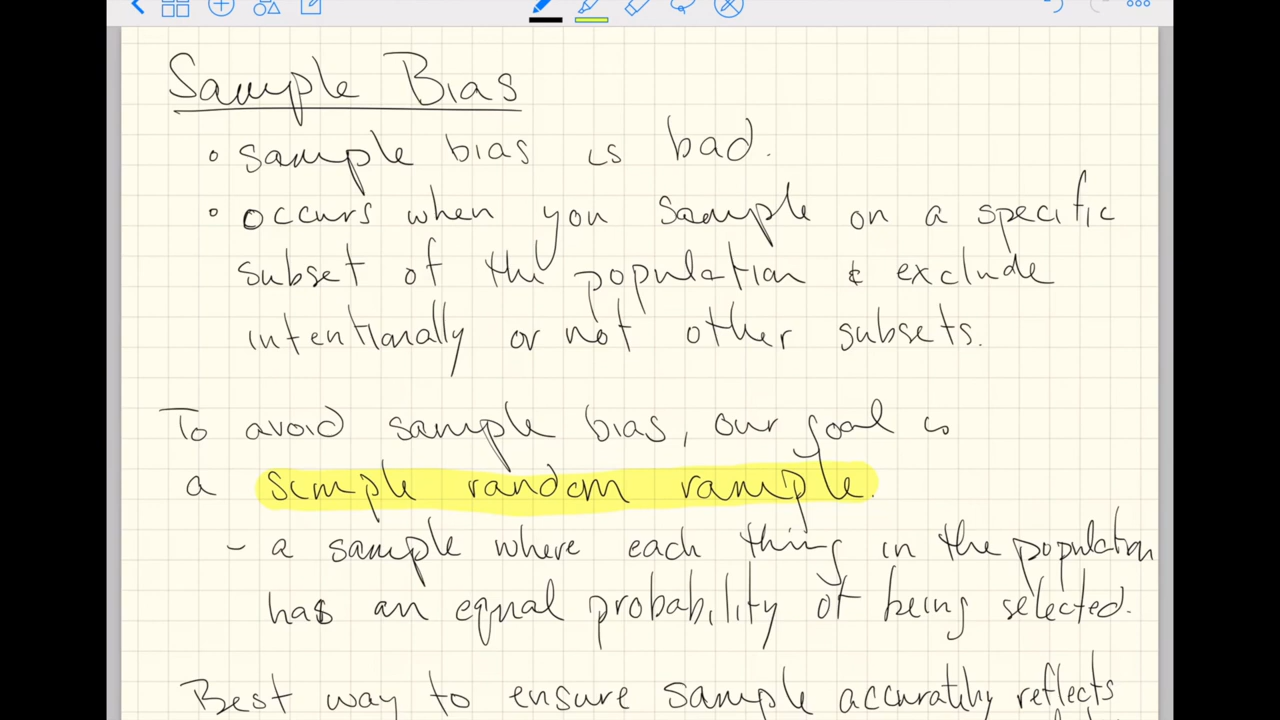 Sample Bias
◦ sample bias is bad.
◦ occurs when you sample on a specific
subset of the population & exclude
intentionally or not other subsets.
To avoid sample bias, our goal is
a simple random rample.
- a sample where each thing in the population
has an equal probability of being selected.
Best way to ensure sample accurately reflects